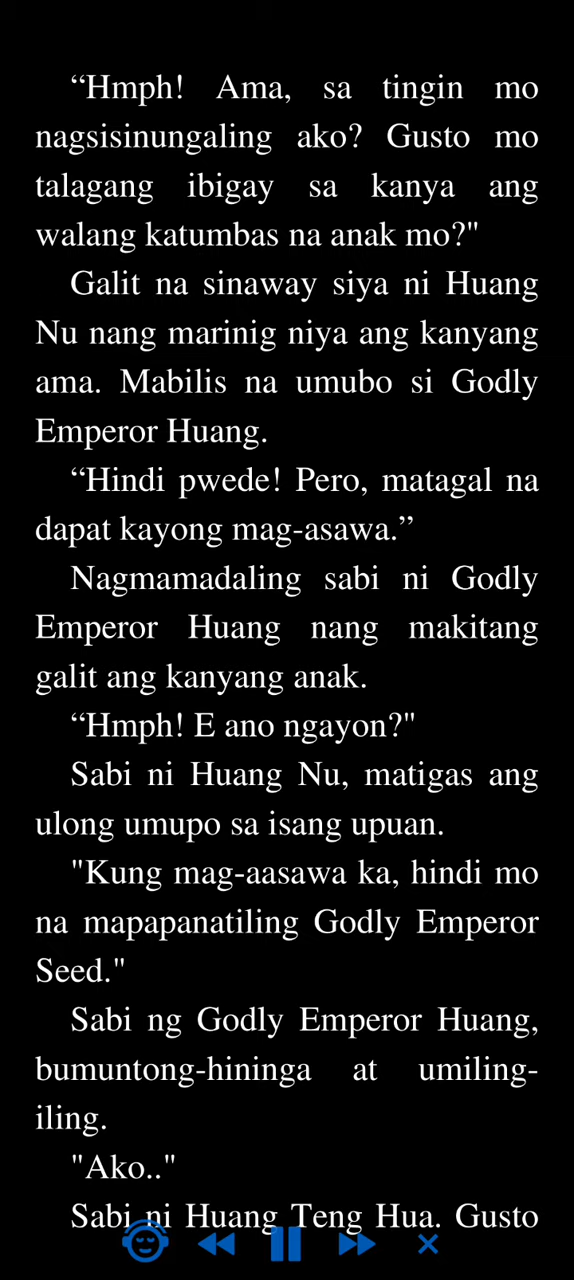 “Hmph! Ama, sa tingin mo
nagsisinungaling ako? Gusto mo
talagang ibigay sa kanya ang
walang katumbas na anak mo?"
Galit na sinaway siya ni Huang
Nu nang marinig niya ang kanyang
ama. Mabilis na umubo si Godly
Emperor Huang.
“Hindi pwede! Pero, matagal na
dapat kayong mag-asawa.”
Nagmamadaling sabi ni Godly
Emperor Huang nang makitang
galit ang kanyang anak.
“Hmph! E ano ngayon?"
Sabi ni Huang Nu, matigas ang
ulong umupo sa isang upuan.
"Kung mag-aasawa ka, hindi mo
na mapapanatiling Godly Emperor
Seed."
Sabi ng Godly Emperor Huang,
bumuntong-hininga at umiling-
iling.
"Ako.."
Sabi ni Huang Teng Hua. Gusto